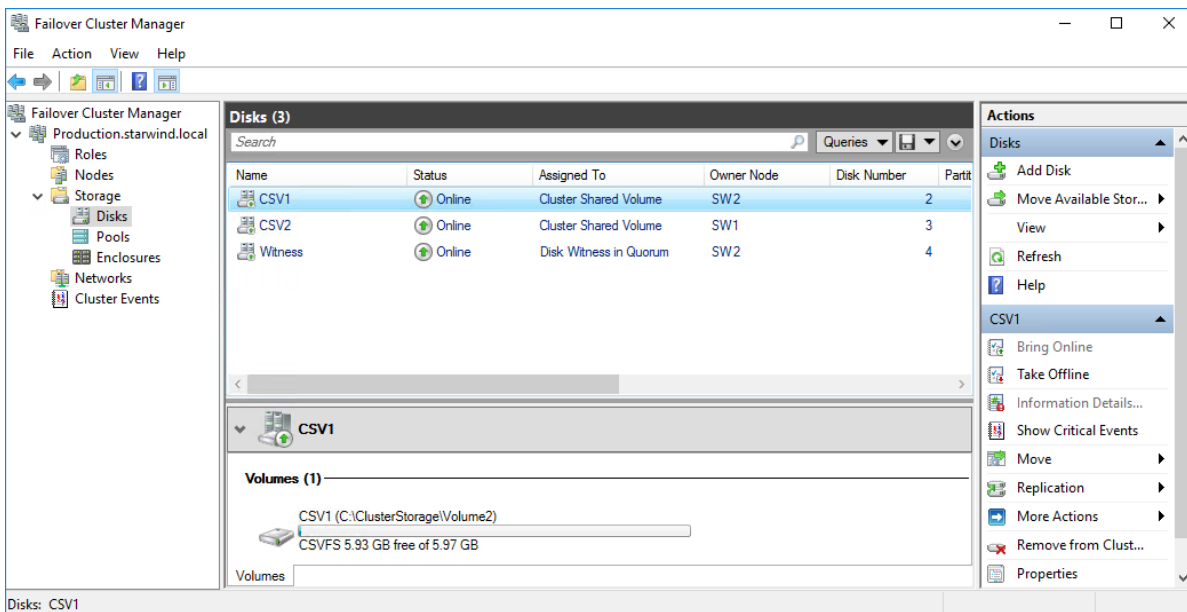 Failover Cluster Manager
File Action View Help
Failover Cluster Manager
Production.starwind.local
Roles
Nodes
Storage
Disks
Pools
Enclosures
Networks
Cluster Events
Disks (3)
Search
Queries
Name Status Assigned To Owner Node Disk Number Partit
CSV1 Online Cluster Shared Volume SW2 2
CSV2 Online Cluster Shared Volume SW1 3
Witness Online Disk Witness in Quorum SW2 4
CSV1
Volumes (1)
CSV1 (C:\ClusterStorage\Volume2)
CSVFS 5.93 GB free of 5.97 GB
Volumes
Actions
Disks
Add Disk
Move Available Stor...
View
Refresh
Help
CSV1
Bring Online
Take Offline
Information Details...
Show Critical Events
Move
Replication
More Actions
Remove from Clust...
Properties
Disks: CSV1